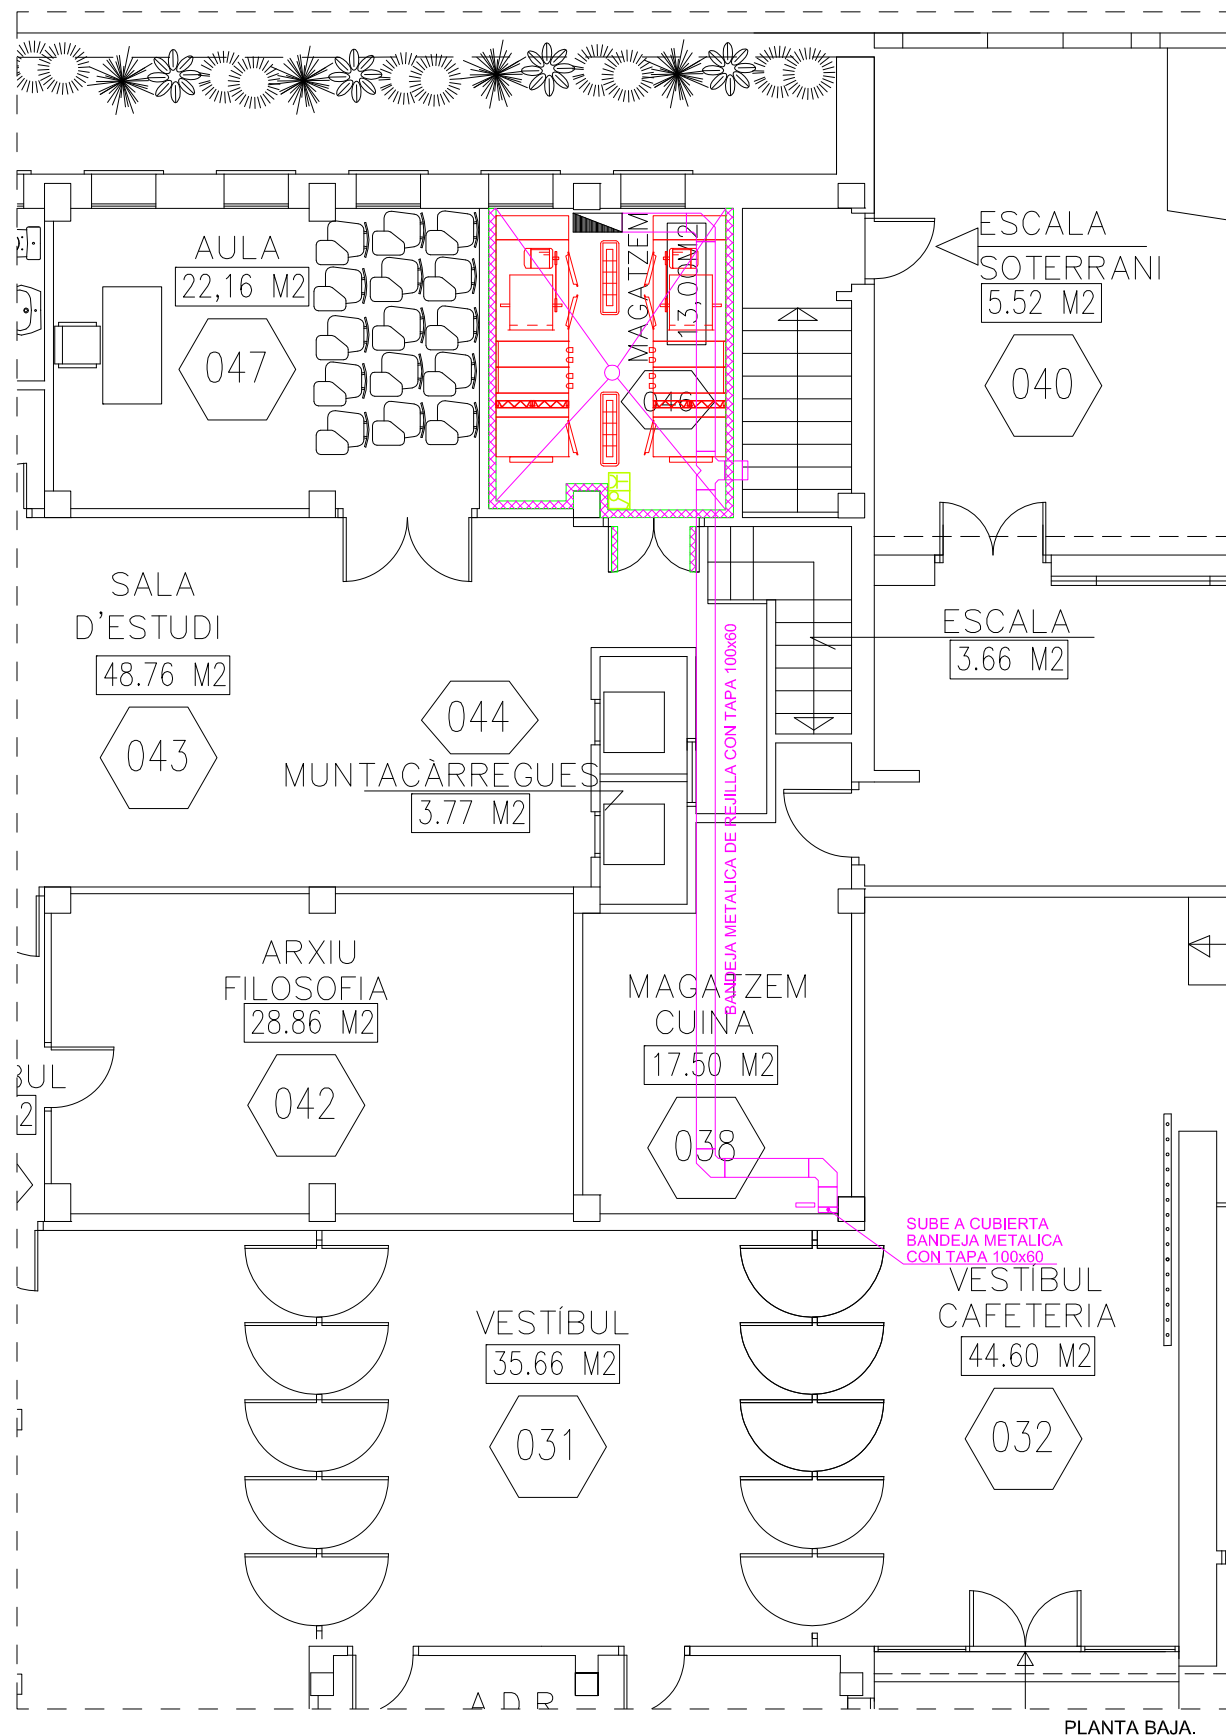 ESCALA
SOTERRANI
5.52 M2
040
AULA
22,16 M2
047
MAGATZEM
13,00M2
046
SALA
D'ESTUDI
48.76 M2
043
044
MUNTACÀRREGUES
3.77 M2
ESCALA
3.66 M2
BANDEJA METALICA DE REJILLA CON TAPA 100x60
ARXIU
FILOSOFIA
28.86 M2
042
MAGATZEM
CUINA
17.50 M2
038
BUL
2
SUBE A CUBIERTA
BANDEJA METALICA
CON TAPA 100x60
VESTÍBUL
CAFETERIA
44.60 M2
032
VESTÍBUL
35.66 M2
031
A.D.R.
PLANTA BAJA.